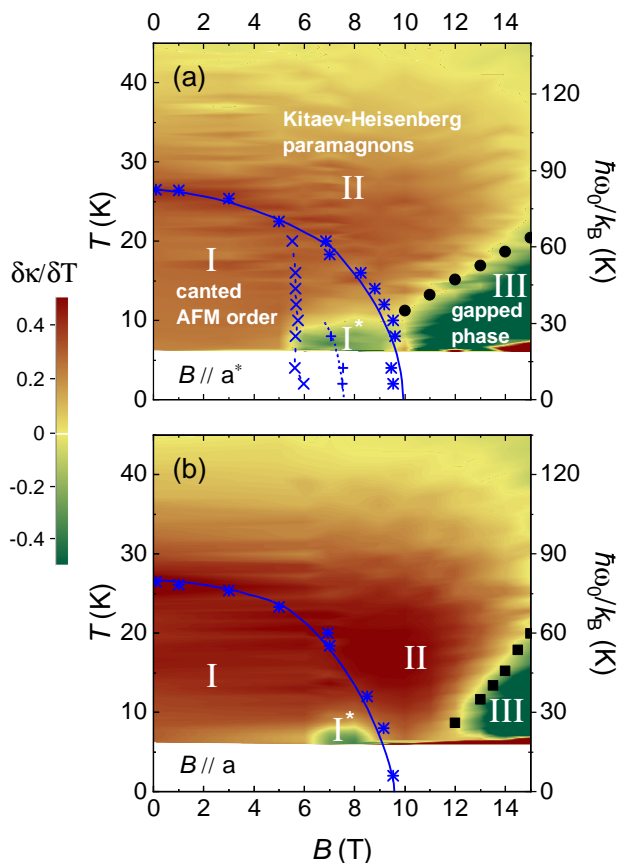 (a)
Kitaev-Heisenberg
paramagnons
II
I
canted
AFM order
I*
III
gapped
phase
B // a*
T (K)
40
30
20
10
0
0 2 4 6 8 10 12 14
ħω₀/k_B (K)
120
90
60
30
0
δκ/δT
0.4
0.2
0
-0.2
-0.4
(b)
I
II
I*
III
B // a
T (K)
40
30
20
10
0
ħω₀/k_B (K)
120
90
60
30
0
0 2 4 6 8 10 12 14
B (T)